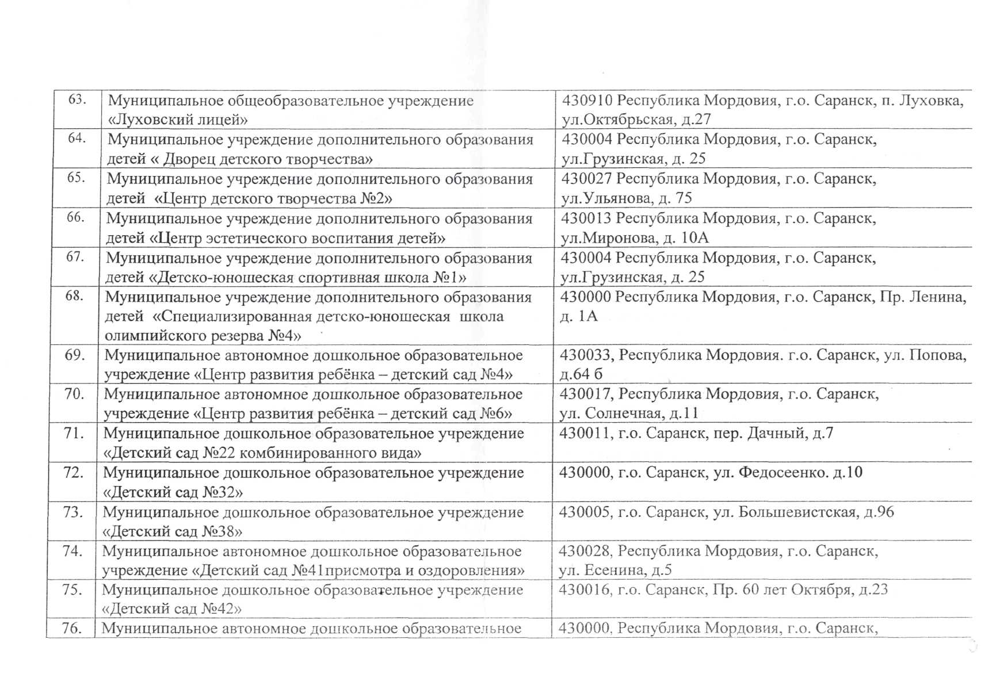 63.
Муниципальное общеобразовательное учреждение
«Луховский лицей»
430910 Республика Мордовия, г.о. Саранск, п. Луховка,
ул.Октябрьская, д.27
64.
Муниципальное учреждение дополнительного образования
детей « Дворец детского творчества»
430004 Республика Мордовия, г.о. Саранск,
ул.Грузинская, д. 25
65.
Муниципальное учреждение дополнительного образования
детей «Центр детского творчества №2»
430027 Республика Мордовия, г.о. Саранск,
ул.Ульянова, д. 75
66.
Муниципальное учреждение дополнительного образования
детей «Центр эстетического воспитания детей»
430013 Республика Мордовия, г.о. Саранск,
ул.Миронова, д. 10А
67.
Муниципальное учреждение дополнительного образования
детей «Детско-юношеская спортивная школа №1»
430004 Республика Мордовия, г.о. Саранск,
ул.Грузинская, д. 25
68.
Муниципальное учреждение дополнительного образования
детей «Специализированная детско-юношеская школа
олимпийского резерва №4»
430000 Республика Мордовия, г.о. Саранск, Пр. Ленина,
д. 1А
69.
Муниципальное автономное дошкольное образовательное
учреждение «Центр развития ребёнка – детский сад №4»
430033, Республика Мордовия. г.о. Саранск, ул. Попова,
д.64 б
70.
Муниципальное автономное дошкольное образовательное
учреждение «Центр развития ребёнка – детский сад №6»
430017, Республика Мордовия, г.о. Саранск,
ул. Солнечная, д.11
71.
Муниципальное дошкольное образовательное учреждение
«Детский сад №22 комбинированного вида»
430011, г.о. Саранск, пер. Дачный, д.7
72.
Муниципальное дошкольное образовательное учреждение
«Детский сад №32»
430000, г.о. Саранск, ул. Федосеенко. д.10
73.
Муниципальное дошкольное образовательное учреждение
«Детский сад №38»
430005, г.о. Саранск, ул. Большевистская, д.96
74.
Муниципальное автономное дошкольное образовательное
учреждение «Детский сад №41присмотра и оздоровления»
430028, Республика Мордовия, г.о. Саранск,
ул. Есенина, д.5
75.
Муниципальное дошкольное образовательное учреждение
«Детский сад №42»
430016, г.о. Саранск, Пр. 60 лет Октября, д.23
76.
Муниципальное автономное дошкольное образовательное
430000, Республика Мордовия, г.о. Саранск,